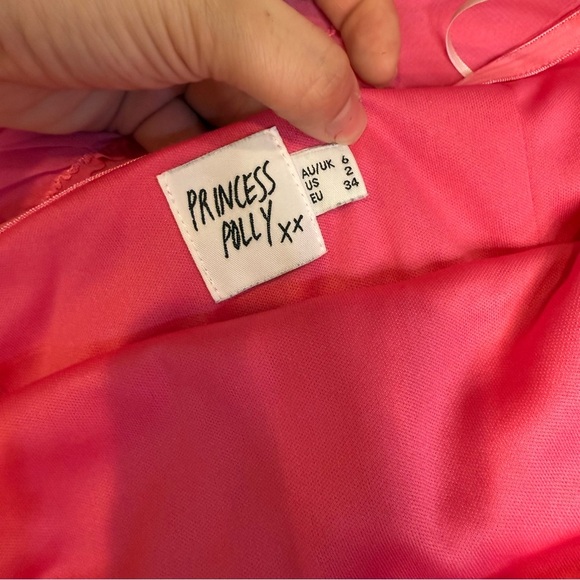 PRINCESS
POLLY xx
AU/UK 6
US 2
EU 34